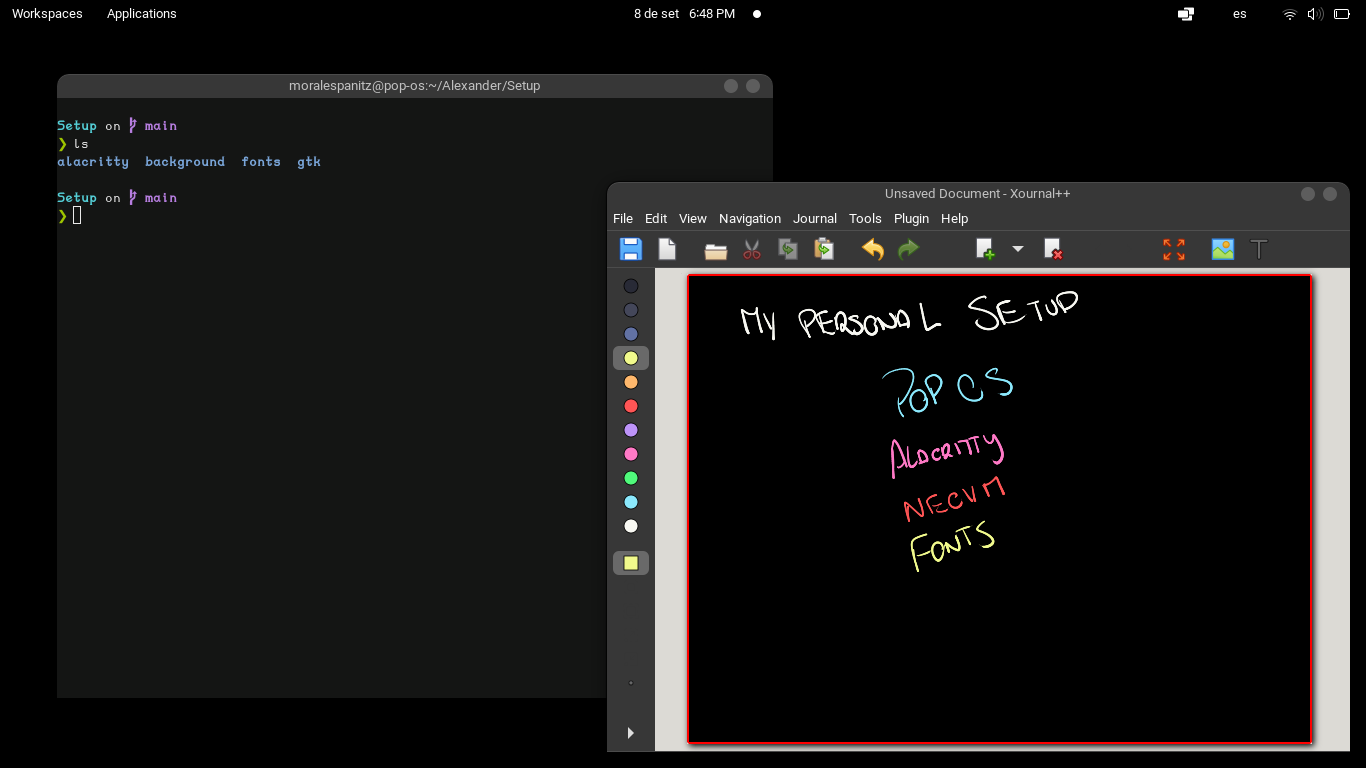 Workspaces Applications 8 de set 6:48 PM es
moralespanitz@pop-os:~/Alexander/Setup
Setup on main
❯ ls
alacritty background fonts gtk
Setup on main
❯
Unsaved Document - Xournal++
File Edit View Navigation Journal Tools Plugin Help
T
MY PERSONAL SETUP
POP OS
ALACRITTY
NEOVIM
FONTS